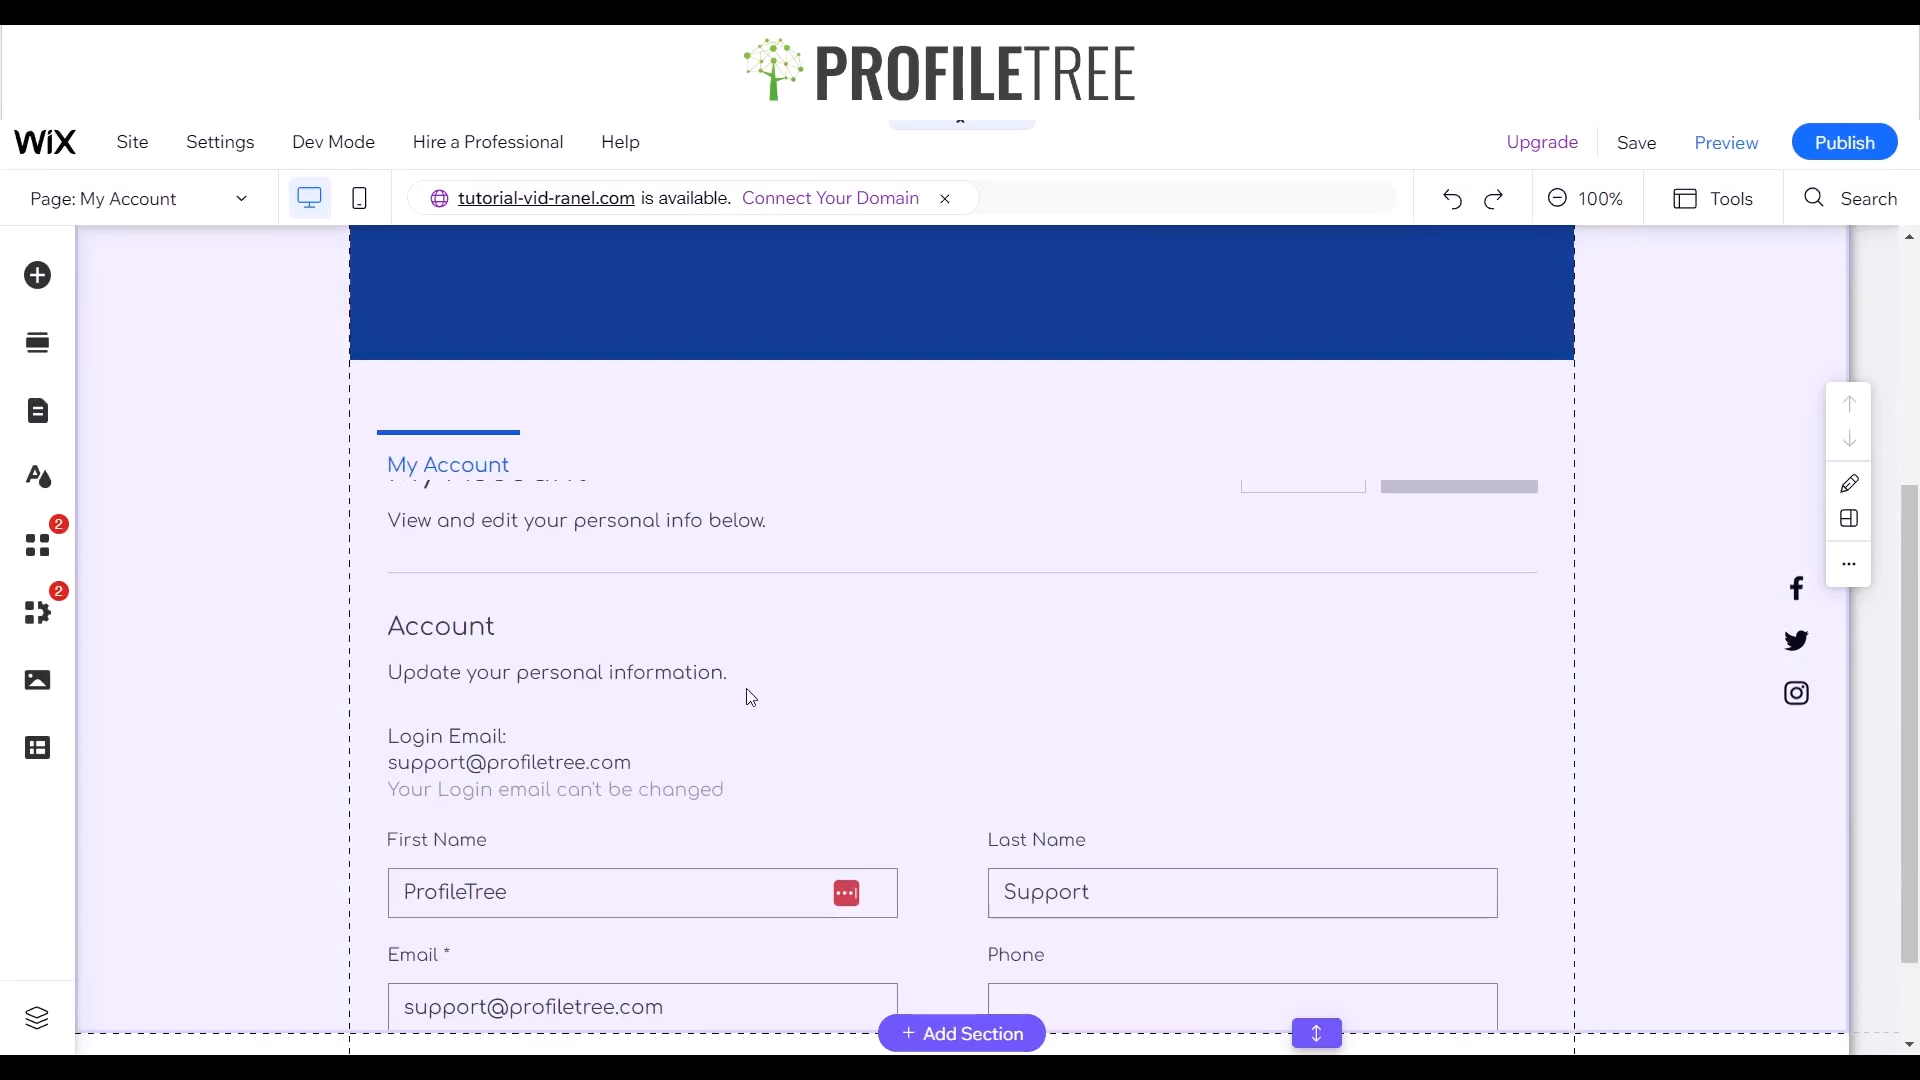 PROFILETREE
WIX Site Settings Dev Mode Hire a Professional Help Upgrade Save Preview Publish
Page: My Account tutorial-vid-ranel.com is available. Connect Your Domain × 100% Tools Search
My Account
View and edit your personal info below.
2
Account
2
Update your personal information.
Login Email:
support@profiletree.com
Your Login email can't be changed
First Name Last Name
ProfileTree Support
Email * Phone
support@profiletree.com
+ Add Section